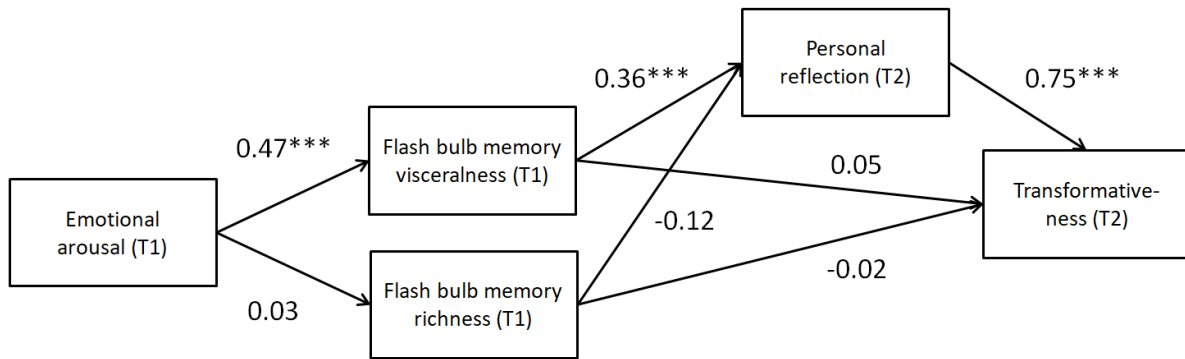 Personal
reflection (T2)
0.36***
0.75***
Flash bulb memory
visceralness (T1)
0.47***
0.05
Transformative-
ness (T2)
Emotional
arousal (T1)
-0.12
-0.02
Flash bulb memory
richness (T1)
0.03